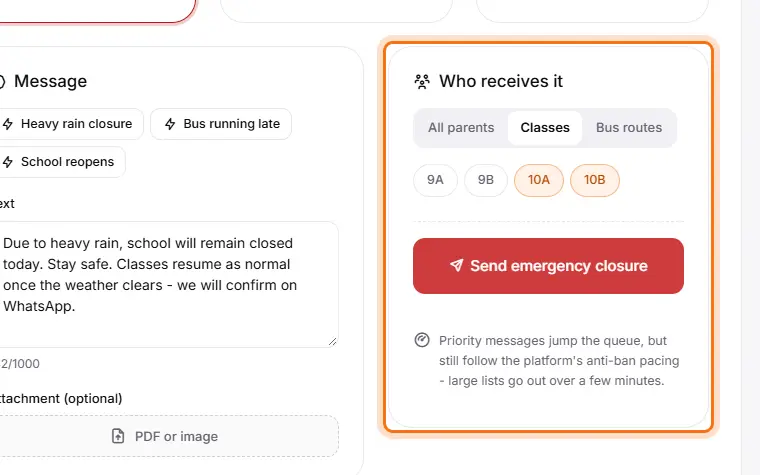 Message
Heavy rain closure
Bus running late
School reopens
Due to heavy rain, school will remain closed
today. Stay safe. Classes resume as normal
once the weather clears - we will confirm on
WhatsApp.
2/1000
(optional)
PDF or image
Who receives it
All parents
Classes
Bus routes
9A
9B
10A
10B
Send emergency closure
Priority messages jump the queue, but
still follow the platform's anti-ban pacing
- large lists go out over a few minutes.